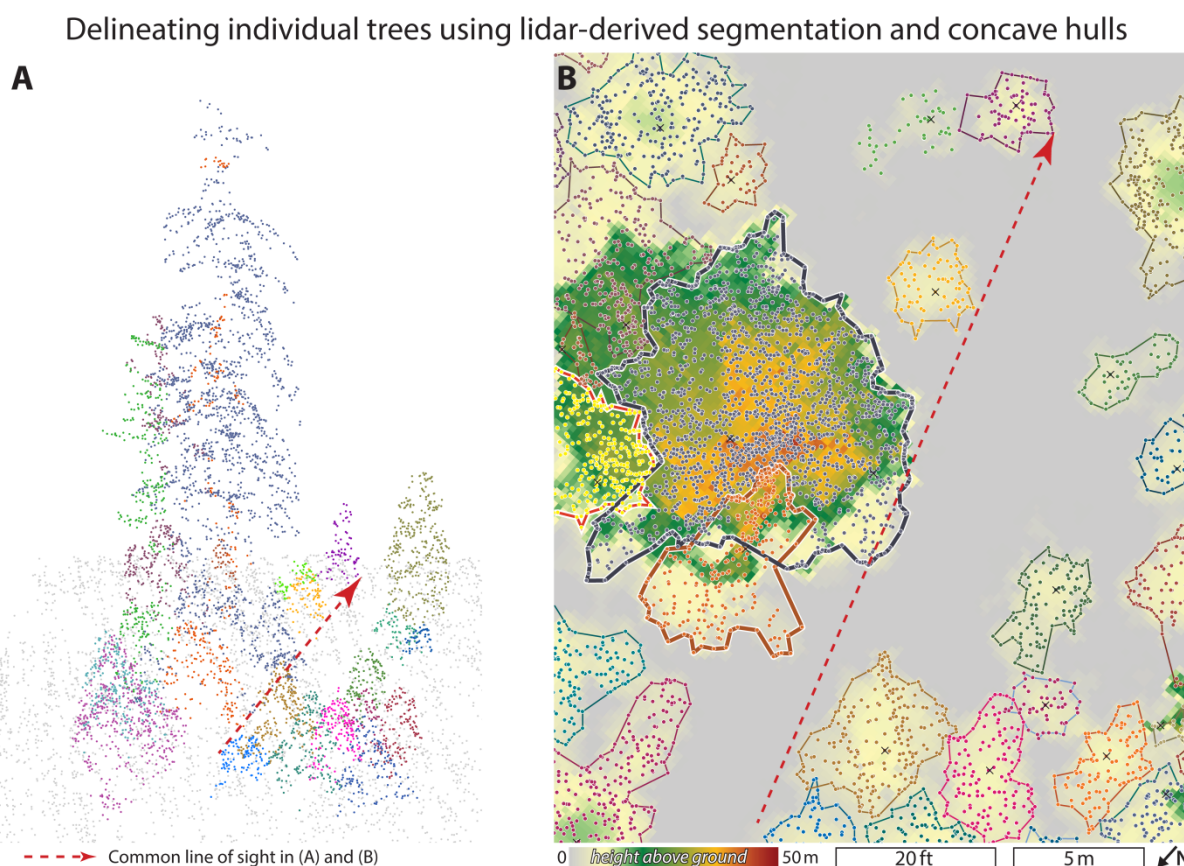 Delineating individual trees using lidar-derived segmentation and concave hulls
A
B
Common line of sight in (A) and (B)
0 height above ground 50 m
20 ft
5 m
N